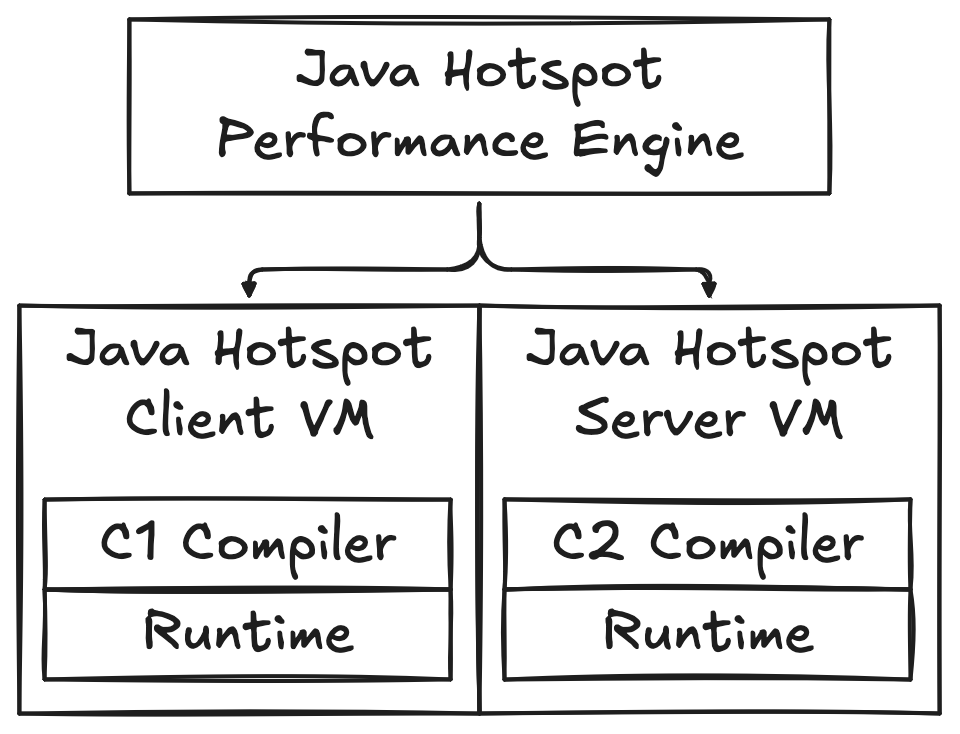 Java Hotspot
Performance Engine
Java Hotspot
Client VM
C1 Compiler
Runtime
Java Hotspot
Server VM
C2 Compiler
Runtime